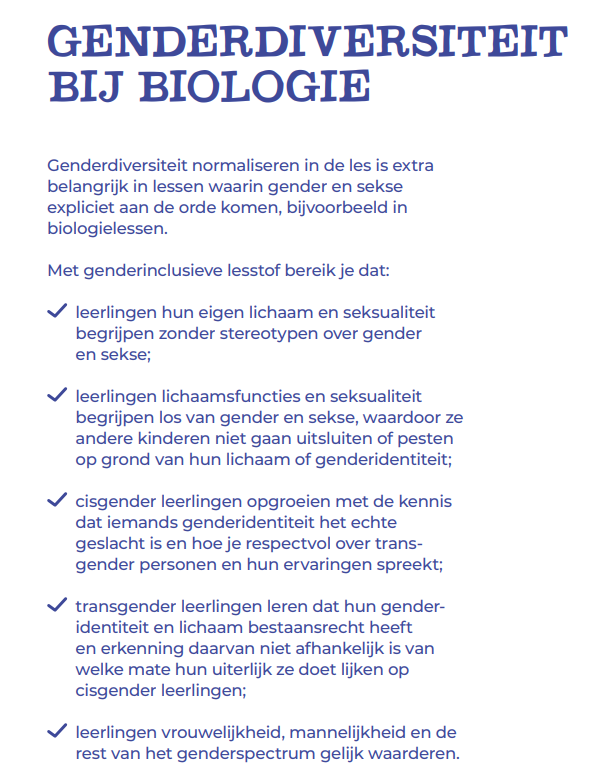 GENDERDIVERSITEIT
BIJ BIOLOGIE
Genderdiversiteit normaliseren in de les is extra
belangrijk in lessen waarin gender en sekse
expliciet aan de orde komen, bijvoorbeeld in
biologielessen.
Met genderinclusieve lesstof bereik je dat:
leerlingen hun eigen lichaam en seksualiteit
begrijpen zonder stereotypen over gender
en sekse;
leerlingen lichaamsfuncties en seksualiteit
begrijpen los van gender en sekse, waardoor ze
andere kinderen niet gaan uitsluiten of pesten
op grond van hun lichaam of genderidentiteit;
cisgender leerlingen opgroeien met de kennis
dat iemands genderidentiteit het echte
geslacht is en hoe je respectvol over trans-
gender personen en hun ervaringen spreekt;
transgender leerlingen leren dat hun gender-
identiteit en lichaam bestaansrecht heeft
en erkenning daarvan niet afhankelijk is van
welke mate hun uiterlijk ze doet lijken op
cisgender leerlingen;
leerlingen vrouwelijkheid, mannelijkheid en de
rest van het genderspectrum gelijk waarderen.